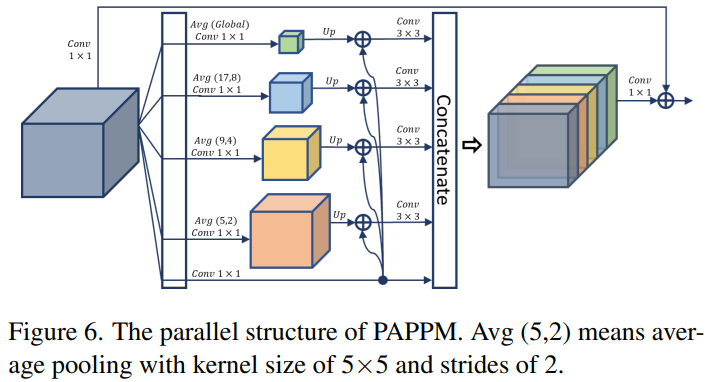 Conv
1 × 1
Avg (Global)
Conv 1 × 1
Up
Conv
3 × 3
Avg (17,8)
Conv 1 × 1
Up
Conv
3 × 3
Avg (9,4)
Conv 1 × 1
Up
Conv
3 × 3
Avg (5,2)
Conv 1 × 1
Up
Conv
3 × 3
Conv 1 × 1
Concatenate
Conv
1 × 1
Figure 6. The parallel structure of PAPPM. Avg (5,2) means aver-
age pooling with kernel size of 5×5 and strides of 2.